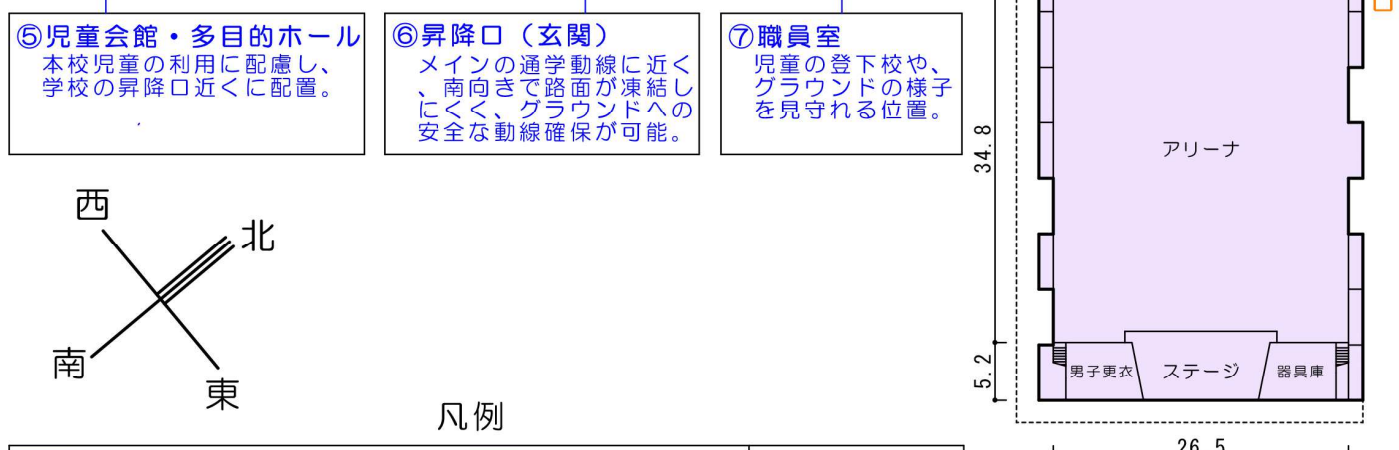 ⑤児童会館・多目的ホール
本校児童の利用に配慮し、
学校の昇降口近くに配置。
⑥昇降口（玄関）
メインの通学動線に近く
、南向きで路面が凍結し
にくく、グラウンドへの
安全な動線確保が可能。
⑦職員室
児童の登下校や、
グラウンドの様子
を見守れる位置。
34.8
アリーナ
西
北
南
東
5.2
男子更衣
ステージ
器具庫
凡例
26.5